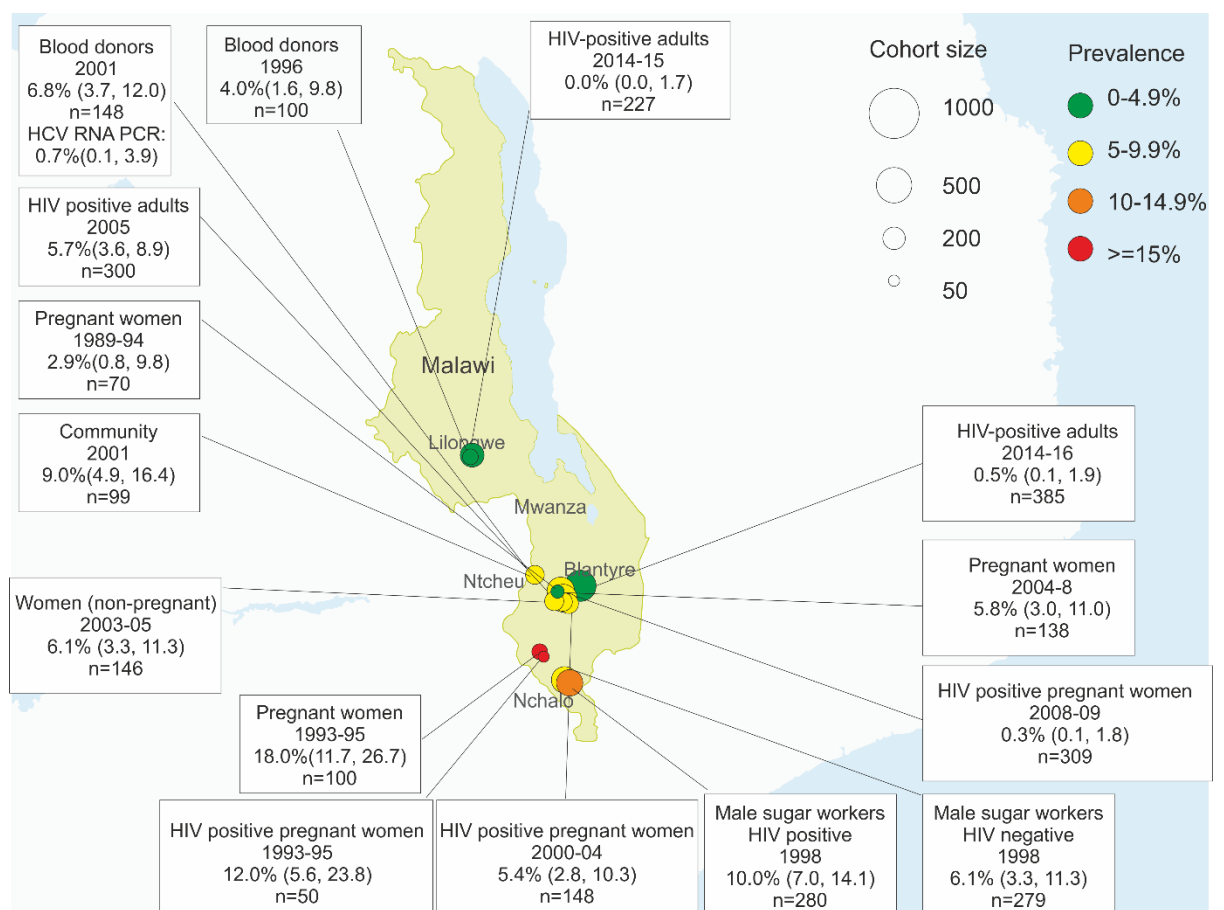 Blood donors
2001
6.8% (3.7, 12.0)
n=148
HCV RNA PCR:
0.7%(0.1, 3.9)
Blood donors
1996
4.0%(1.6, 9.8)
n=100
HIV-positive adults
2014-15
0.0% (0.0, 1.7)
n=227
Cohort size
1000
500
200
50
Prevalence
0-4.9%
5-9.9%
10-14.9%
>=15%
HIV positive adults
2005
5.7%(3.6, 8.9)
n=300
Pregnant women
1989-94
2.9%(0.8, 9.8)
n=70
Community
2001
9.0%(4.9, 16.4)
n=99
Women (non-pregnant)
2003-05
6.1% (3.3, 11.3)
n=146
Malawi
Lilongwe
Mwanza
Ntcheu
Blantyre
Nchalo
HIV-positive adults
2014-16
0.5% (0.1, 1.9)
n=385
Pregnant women
2004-8
5.8% (3.0, 11.0)
n=138
HIV positive pregnant women
2008-09
0.3% (0.1, 1.8)
n=309
Pregnant women
1993-95
18.0%(11.7, 26.7)
n=100
HIV positive pregnant women
1993-95
12.0% (5.6, 23.8)
n=50
HIV positive pregnant women
2000-04
5.4% (2.8, 10.3)
n=148
Male sugar workers
HIV positive
1998
10.0% (7.0, 14.1)
n=280
Male sugar workers
HIV negative
1998
6.1% (3.3, 11.3)
n=279